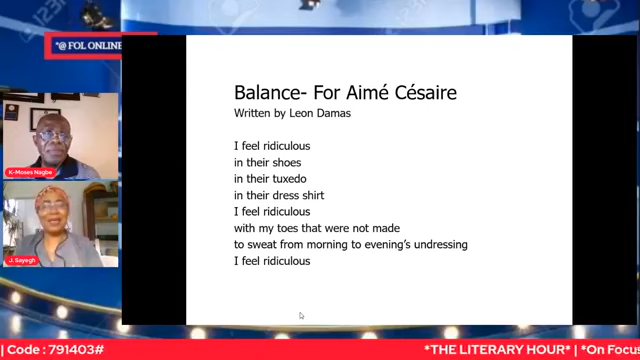 "@ FOL ONLINE
Balance- For Aimé Césaire
Written by Leon Damas
I feel ridiculous
in their shoes
in their tuxedo
in their dress shirt
I feel ridiculous
with my toes that were not made
to sweat from morning to evening's undressing
I feel ridiculous
K-Moses Nagbe
J. Sayegh
| Code : 791403#
*THE LITERARY HOUR* | *On Focus